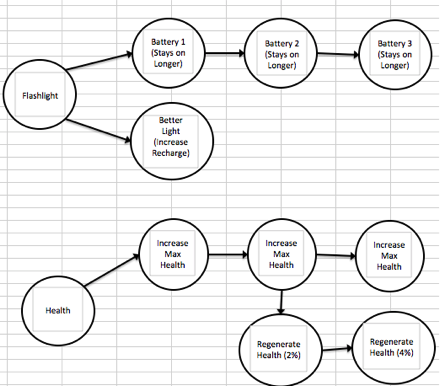 Battery 1
(Stays on
Longer)
Battery 2
(Stays on
Longer)
Battery 3
(Stays on
Longer)
Flashlight
Better
Light
(Increase
Recharge)
Increase
Max
Health
Increase
Max
Health
Increase
Max
Health
Health
Regenerate
Health (2%)
Regenerate
Health (4%)